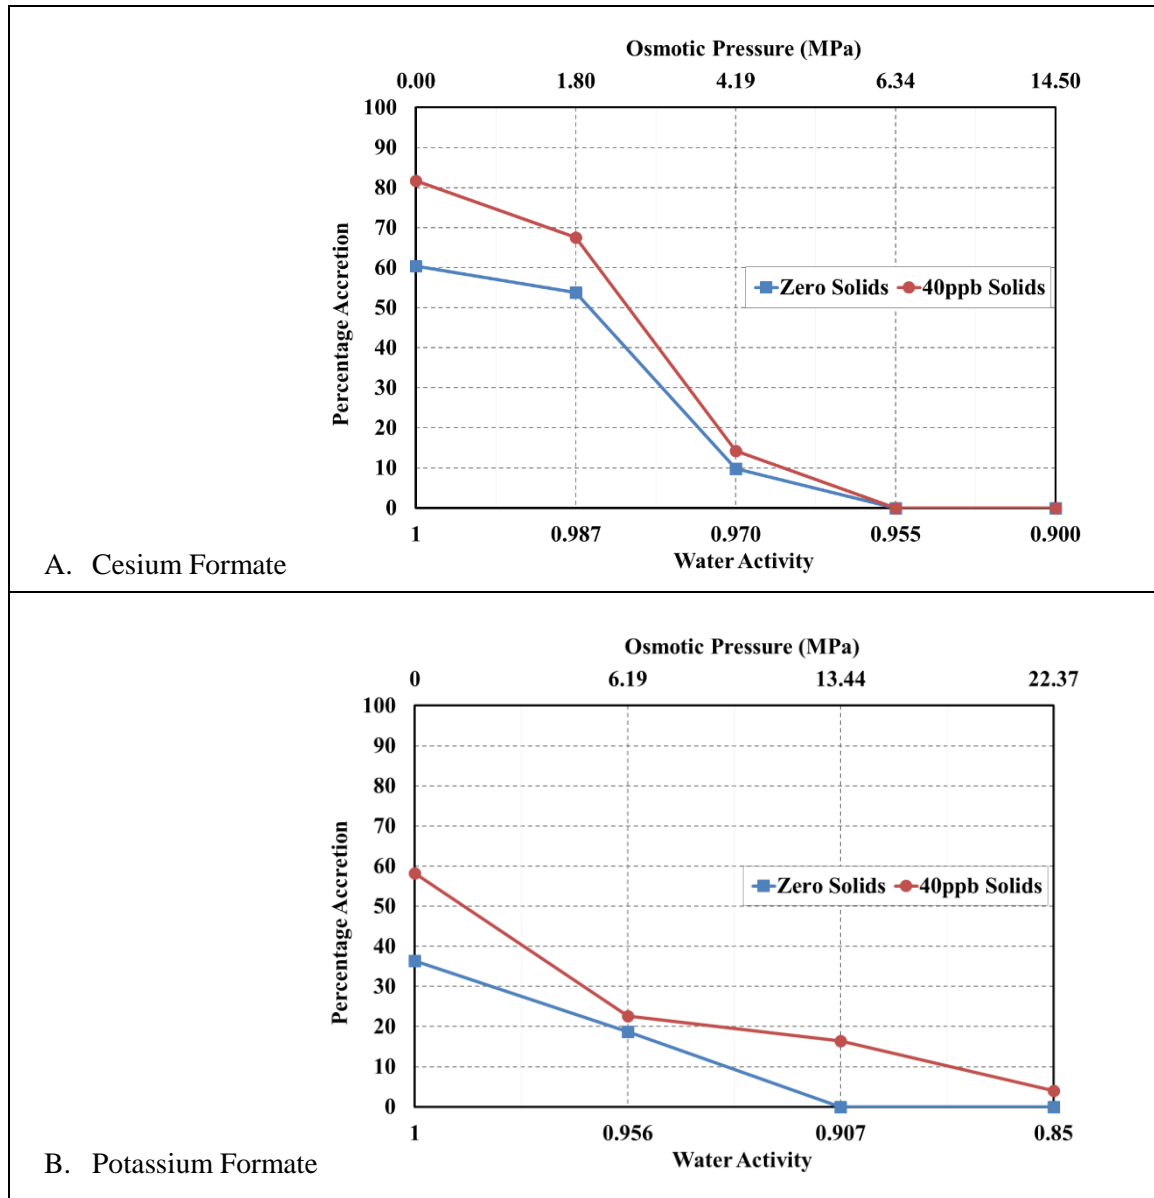 Osmotic Pressure (MPa)
0.00 1.80 4.19 6.34 14.50
100
90
80
70
60
50
40
30
20
10
0
Percentage Accretion
Zero Solids 40ppb Solids
1 0.987 0.970 0.955 0.900
Water Activity
A. Cesium Formate
Osmotic Pressure (MPa)
0 6.19 13.44 22.37
100
90
80
70
60
50
40
30
20
10
0
Percentage Accretion
Zero Solids 40ppb Solids
1 0.956 0.907 0.85
Water Activity
B. Potassium Formate